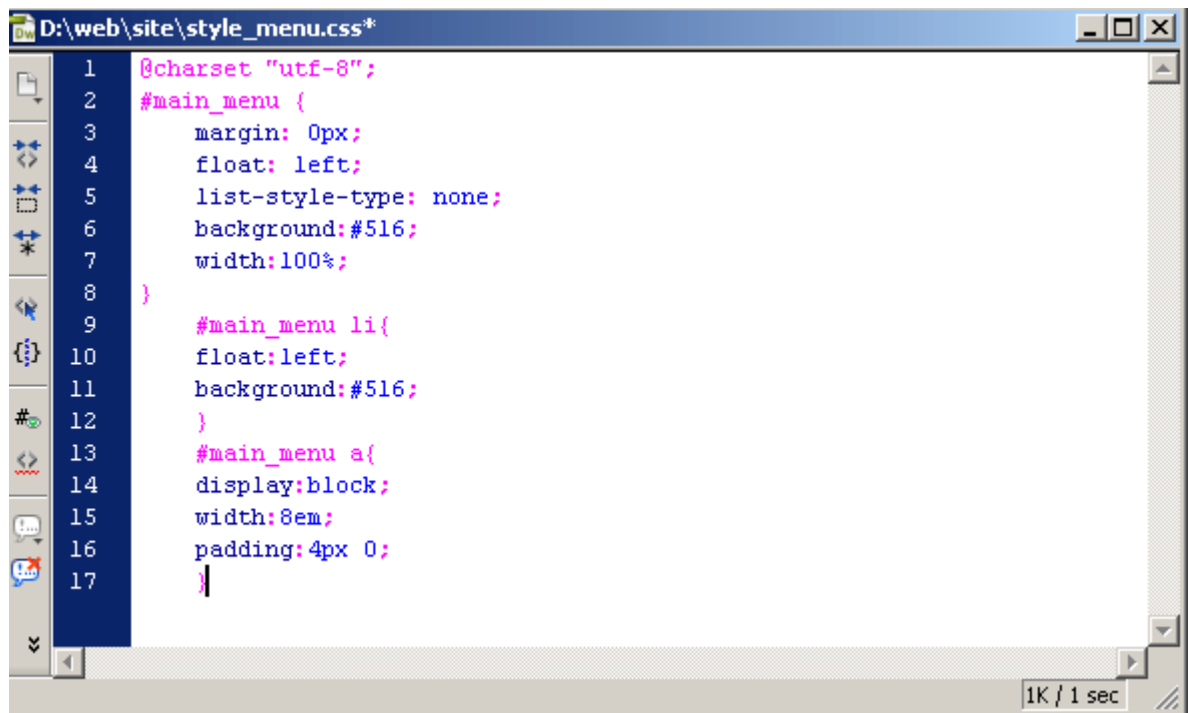 D:\web\site\style_menu.css*
1 @charset "utf-8";
2 #main_menu {
3 margin: 0px;
4 float: left;
5 list-style-type: none;
6 background:#516;
7 width:100%;
8 }
9 #main_menu li{
10 float:left;
11 background:#516;
12 }
13 #main_menu a{
14 display:block;
15 width:8em;
16 padding:4px 0;
17 }
1K / 1 sec